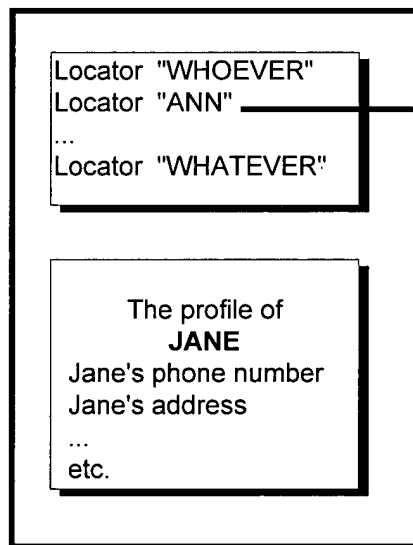 Locator "WHOEVER"
Locator "ANN"
...
Locator "WHATEVER"
The profile of
JANE
Jane's phone number
Jane's address
...
etc.